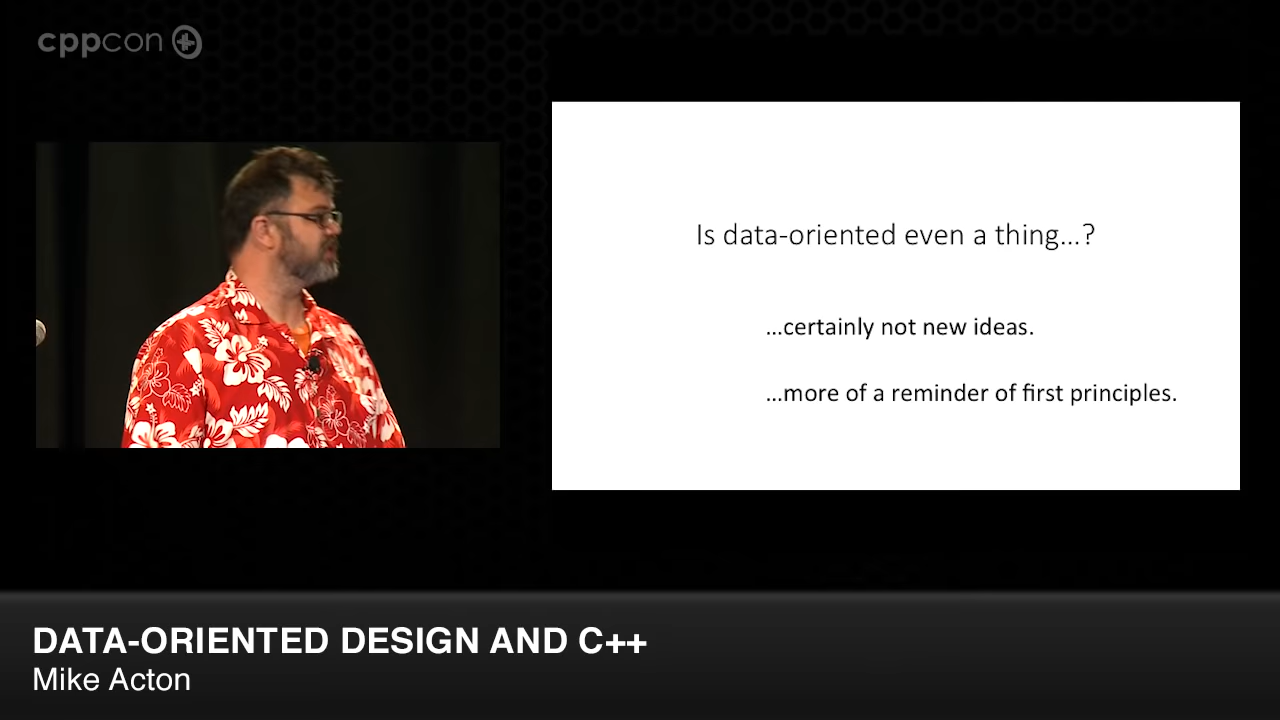 cppcon
Is data-oriented even a thing...?
...certainly not new ideas.
...more of a reminder of first principles.
DATA-ORIENTED DESIGN AND C++
Mike Acton